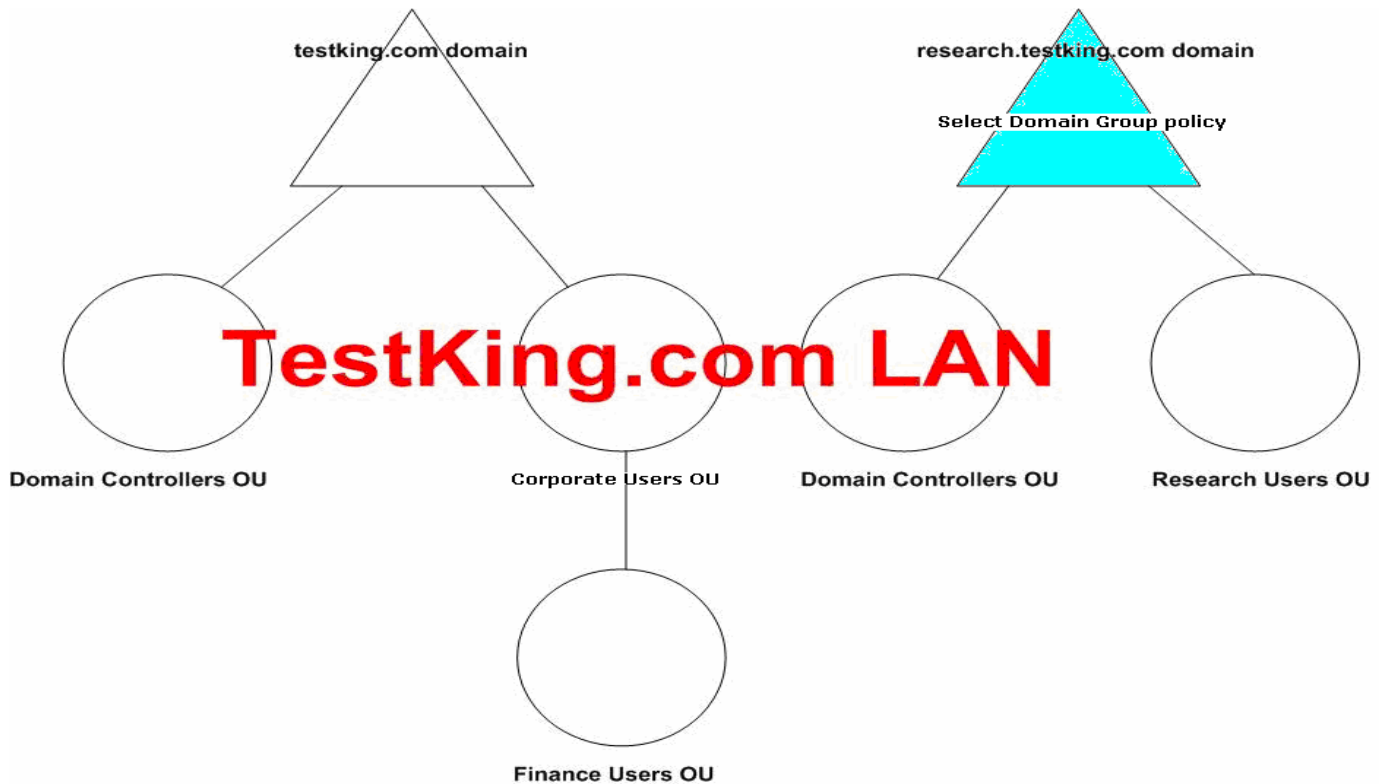 testking.com domain
research.testking.com domain
Select Domain Group policy
TestKing.com LAN
Domain Controllers OU
Corporate Users OU
Domain Controllers OU
Research Users OU
Finance Users OU